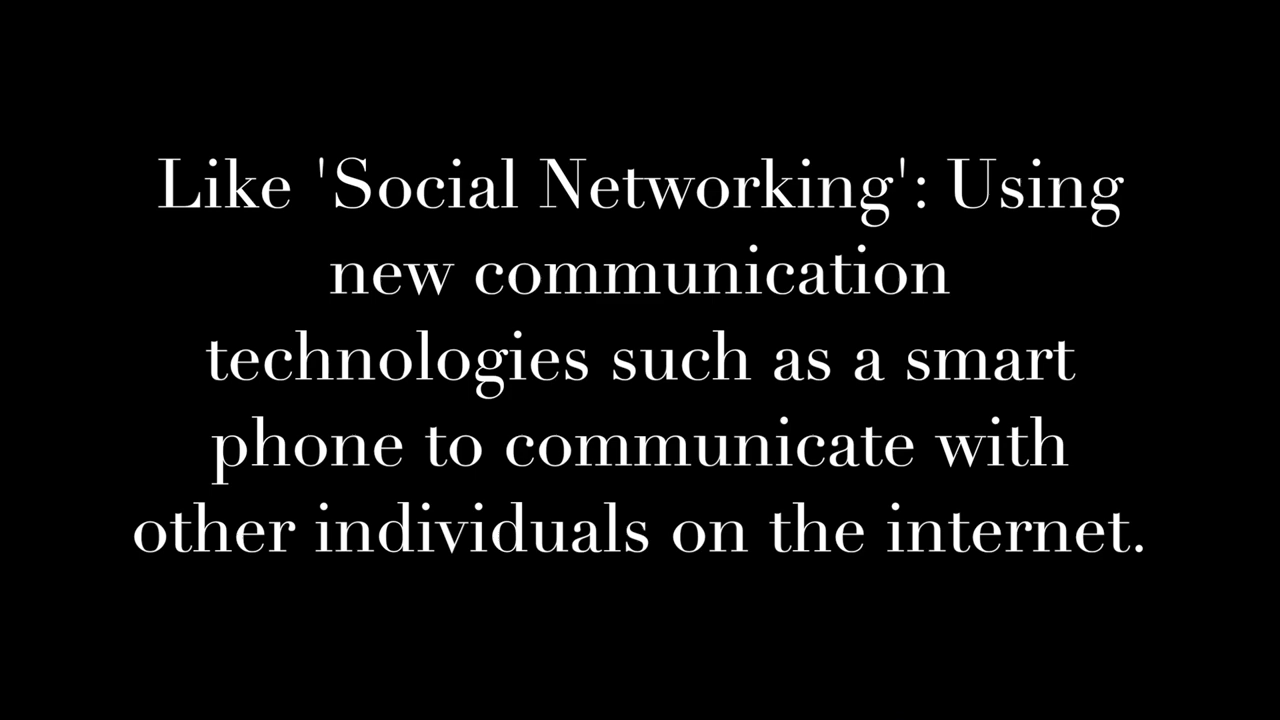 Like 'Social Networking': Using
new communication
technologies such as a smart
phone to communicate with
other individuals on the internet.